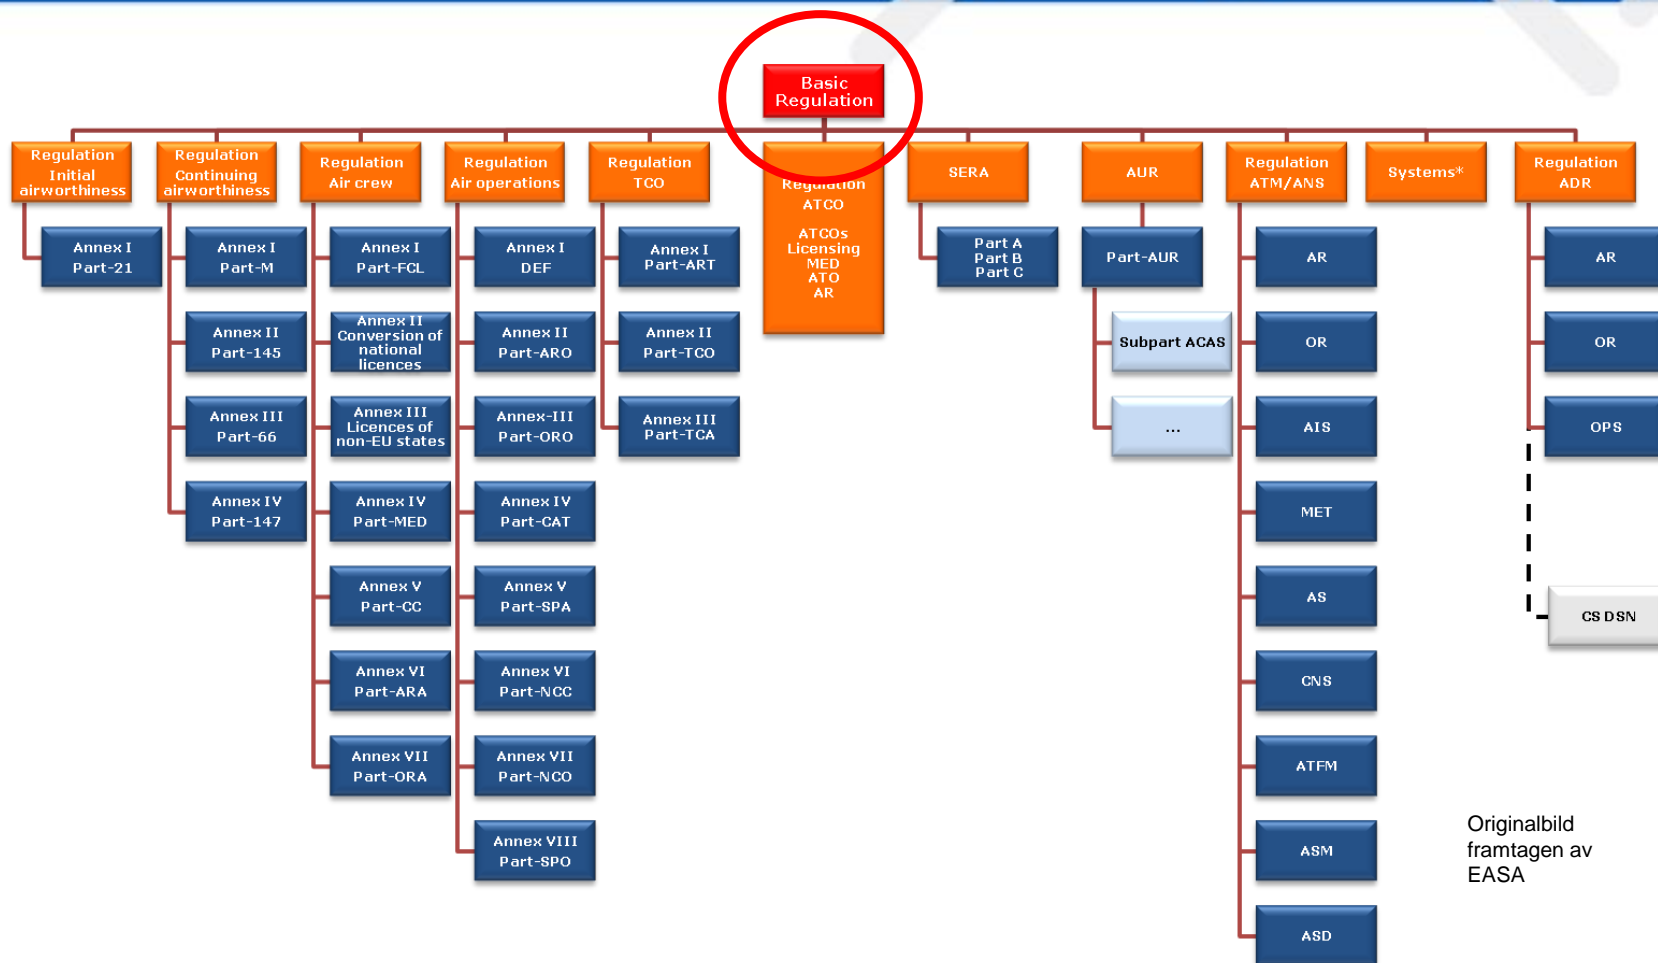 Basic
Regulation
Regulation
Initial
airworthiness
Regulation
Continuing
airworthiness
Regulation
Air crew
Regulation
Air operations
Regulation
TCO
Regulation
ATCO
ATCOs
Licensing
MED
ATO
AR
SERA
AUR
Regulation
ATM/ANS
Systems*
Regulation
ADR
Annex I
Part-21
Annex I
Part-M
Annex II
Part-145
Annex III
Part-66
Annex IV
Part-147
Annex I
Part-FCL
Annex II
Conversion of
national
licences
Annex III
Licences of
non-EU states
Annex IV
Part-MED
Annex V
Part-CC
Annex VI
Part-ARA
Annex VII
Part-ORA
Annex I
DEF
Annex II
Part-ARO
Annex-III
Part-ORO
Annex IV
Part-CAT
Annex V
Part-SPA
Annex VI
Part-NCC
Annex VII
Part-NCO
Annex VIII
Part-SPO
Annex I
Part-ART
Annex II
Part-TCO
Annex III
Part-TCA
Part A
Part B
Part C
Part-AUR
Subpart ACAS
...
AR
OR
AIS
MET
AS
CNS
ATFM
ASM
ASD
AR
OR
OPS
CS DSN
Originalbild
framtagen av
EASA